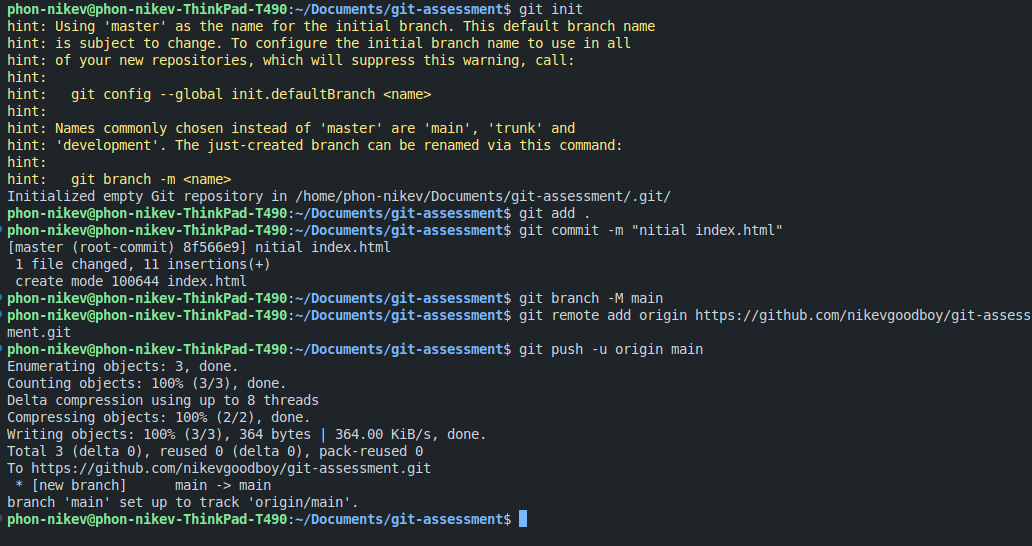 phon-nikev@phon-nikev-ThinkPad-T490:~/Documents/git-assessment$ git init
hint: Using 'master' as the name for the initial branch. This default branch name
hint: is subject to change. To configure the initial branch name to use in all
hint: of your new repositories, which will suppress this warning, call:
hint:
hint:   git config --global init.defaultBranch <name>
hint:
hint: Names commonly chosen instead of 'master' are 'main', 'trunk' and
hint: 'development'. The just-created branch can be renamed via this command:
hint:
hint:   git branch -m <name>
Initialized empty Git repository in /home/phon-nikev/Documents/git-assessment/.git/
phon-nikev@phon-nikev-ThinkPad-T490:~/Documents/git-assessment$ git add .
phon-nikev@phon-nikev-ThinkPad-T490:~/Documents/git-assessment$ git commit -m "nitial index.html"
[master (root-commit) 8f566e9] nitial index.html
 1 file changed, 11 insertions(+)
 create mode 100644 index.html
phon-nikev@phon-nikev-ThinkPad-T490:~/Documents/git-assessment$ git branch -M main
phon-nikev@phon-nikev-ThinkPad-T490:~/Documents/git-assessment$ git remote add origin https://github.com/nikevgoodboy/git-assess
ment.git
phon-nikev@phon-nikev-ThinkPad-T490:~/Documents/git-assessment$ git push -u origin main
Enumerating objects: 3, done.
Counting objects: 100% (3/3), done.
Delta compression using up to 8 threads
Compressing objects: 100% (2/2), done.
Writing objects: 100% (3/3), 364 bytes | 364.00 KiB/s, done.
Total 3 (delta 0), reused 0 (delta 0), pack-reused 0
To https://github.com/nikevgoodboy/git-assessment.git
 * [new branch]      main -> main
branch 'main' set up to track 'origin/main'.
phon-nikev@phon-nikev-ThinkPad-T490:~/Documents/git-assessment$